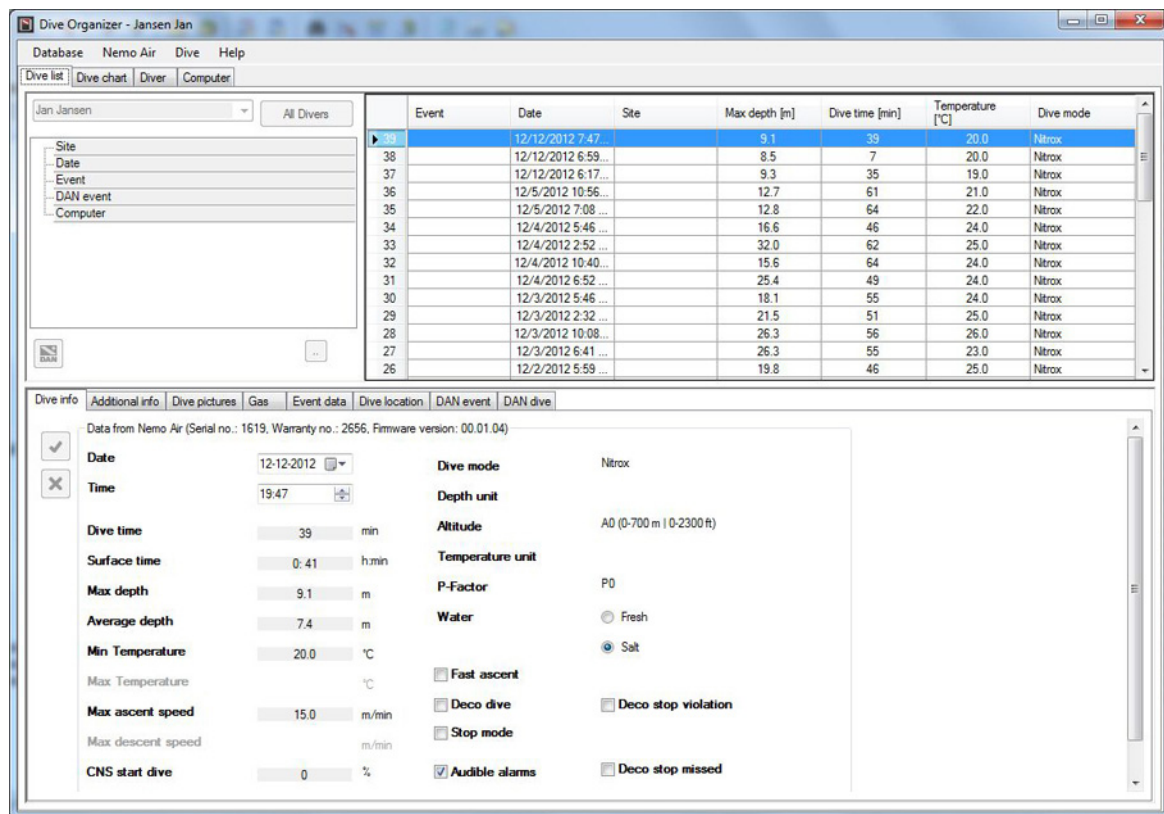 Dive Organizer - Jansen Jan
Database Nemo Air Dive Help
Dive list Dive chart Diver Computer
Jan Jansen All Divers
Site
Date
Event
DAN event
Computer
DAN
..
Event Date Site Max depth [m] Dive time [min] Temperature [°C] Dive mode
39 12/12/2012 7:47... 9.1 39 20.0 Nitrox
38 12/12/2012 6:59... 8.5 7 20.0 Nitrox
37 12/12/2012 6:17... 9.3 35 19.0 Nitrox
36 12/5/2012 10:56... 12.7 61 21.0 Nitrox
35 12/5/2012 7:08 ... 12.8 64 22.0 Nitrox
34 12/4/2012 5:46 ... 16.6 46 24.0 Nitrox
33 12/4/2012 2:52 ... 32.0 62 25.0 Nitrox
32 12/4/2012 10:40... 15.6 64 24.0 Nitrox
31 12/4/2012 6:52 ... 25.4 49 24.0 Nitrox
30 12/3/2012 5:46 ... 18.1 55 24.0 Nitrox
29 12/3/2012 2:32 ... 21.5 51 25.0 Nitrox
28 12/3/2012 10:08... 26.3 56 26.0 Nitrox
27 12/3/2012 6:41 ... 26.3 55 23.0 Nitrox
26 12/2/2012 5:59 ... 19.8 46 25.0 Nitrox
Dive info Additional info Dive pictures Gas Event data Dive location DAN event DAN dive
Data from Nemo Air (Serial no.: 1619, Warranty no.: 2656, Firmware version: 00.01.04)
Date 12-12-2012
Time 19:47
Dive time 39 min
Surface time 0: 41 h:min
Max depth 9.1 m
Average depth 7.4 m
Min Temperature 20.0 °C
Max Temperature °C
Max ascent speed 15.0 m/min
Max descent speed m/min
CNS start dive 0 %
Dive mode Nitrox
Depth unit
Altitude A0 (0-700 m | 0-2300 ft)
Temperature unit
P-Factor P0
Water Fresh
Salt
Fast ascent
Deco dive Deco stop violation
Stop mode
Audible alarms Deco stop missed